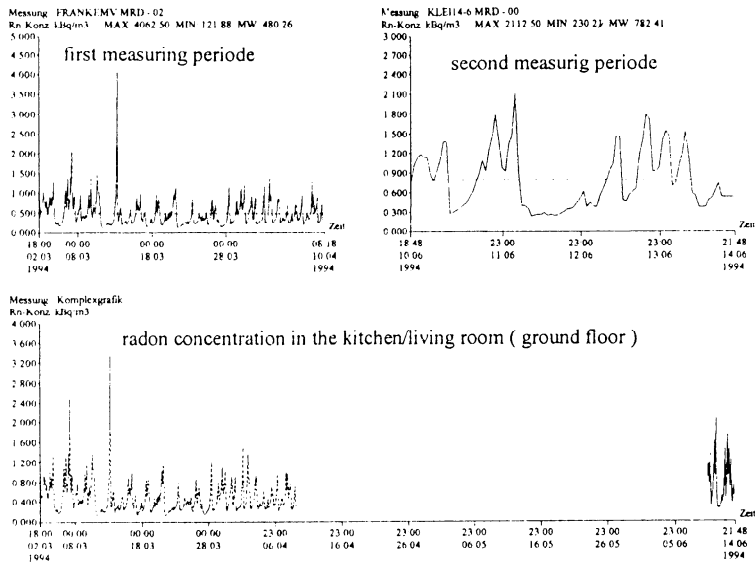 Messung FRANKEMV MRD - 02
Rn-Konz kBq/m3 MAX 4062 50 MIN 121 88 MW 480 26
first measuring periode
5 000
4 500
4 000
3 500
3 000
2 500
2 000
1 500
1 000
0 500
0 000
Zeit
18 00 00 00 00 00 00 00 06 18
02 03 08 03 18 03 28 03 10 04
1994 1994
Messung KLEI14-6 MRD - 00
Rn-Konz kBq/m3 MAX 2112 50 MIN 230 21 MW 782 41
second measurig periode
3 000
2 700
2 400
2 100
1 800
1 500
1 200
0 900
0 600
0 300
0 000
Zeit
18 48 23 00 23 00 23 00 21 48
10 06 11 06 12 06 13 06 14 06
1994 1994
Messung Komplexgrafik
Rn-Konz kBq/m3
radon concentration in the kitchen/living room ( ground floor )
4 000
3 600
3 200
2 800
2 400
2 000
1 600
1 200
0 800
0 400
0 000
Zeit
18 00 00 00 00 00 00 00 23 00 23 00 23 00 23 00 23 00 23 00 23 00 21 48
02 03 08 03 18 03 28 03 06 04 16 04 26 04 06 05 16 05 26 05 05 06 14 06
1994 1994